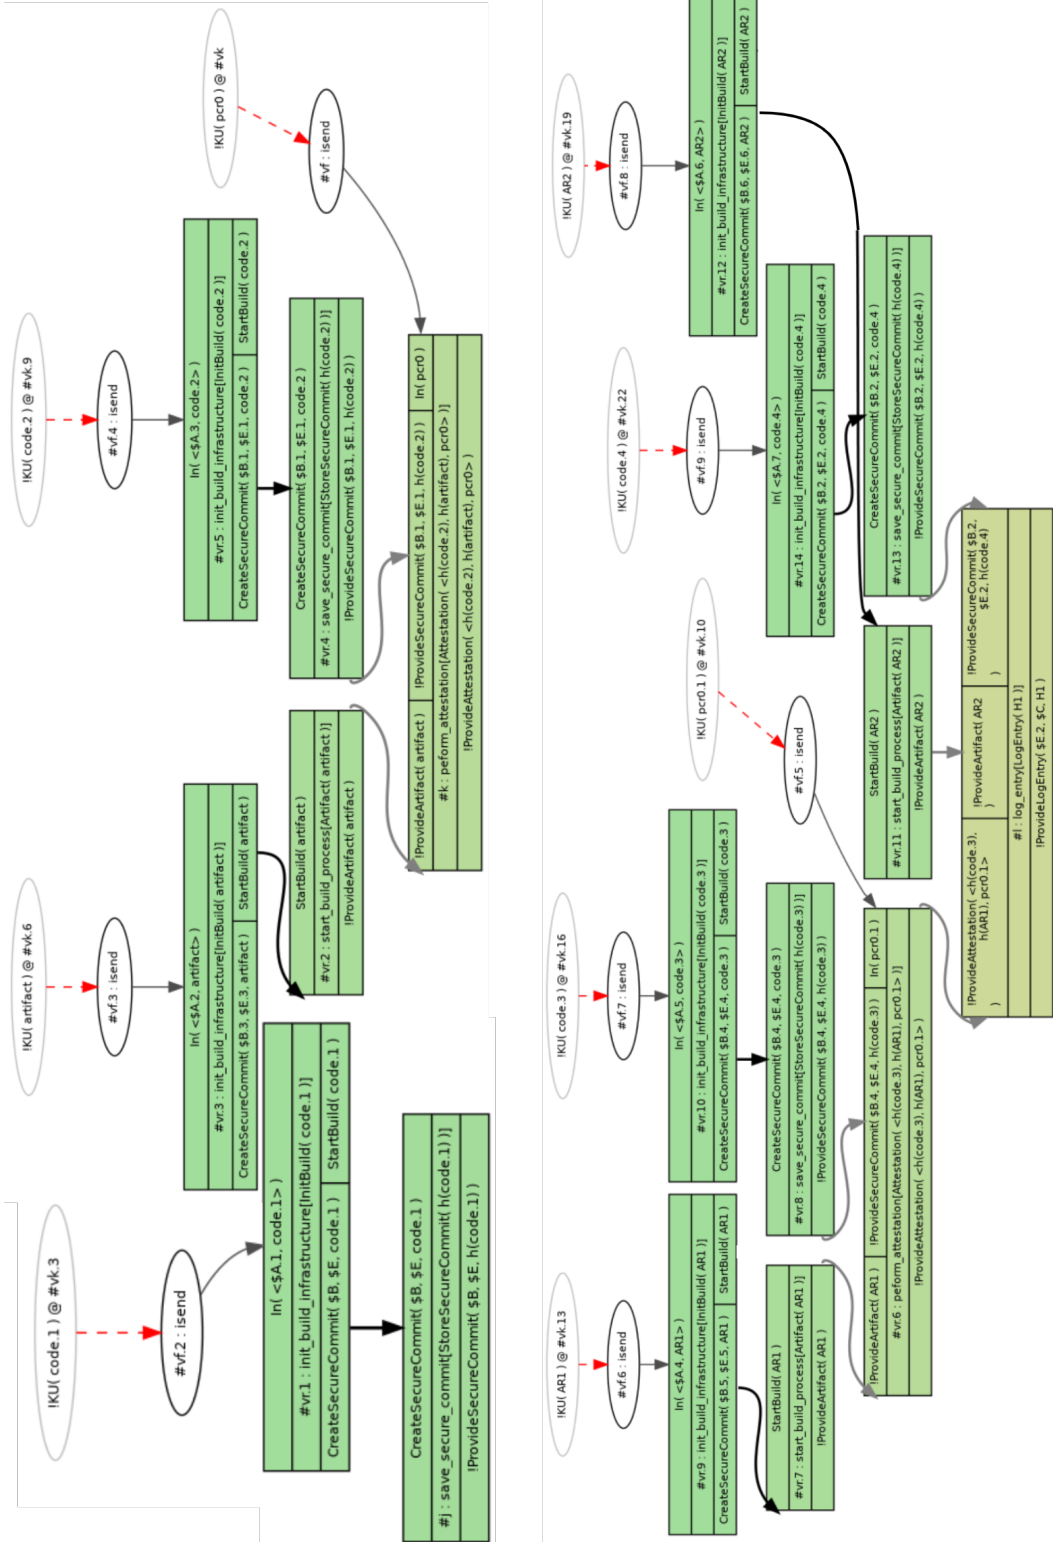 !KU( code.1 ) @ #vk.3
#vf.2 : isend
In( <$A.1, code.1> )
#vr.1 : init_build_infrastructure[InitBuild( code.1 )]
CreateSecureCommit( $B, $E, code.1 )
StartBuild( code.1 )
CreateSecureCommit( $B, $E, code.1 )
#j : save_secure_commit[StoreSecureCommit( h(code.1) )]
!ProvideSecureCommit( $B, $E, h(code.1) )
!KU( artifact ) @ #vk.6
#vf.3 : isend
In( <$A.2, artifact> )
#vr.3 : init_build_infrastructure[InitBuild( artifact )]
CreateSecureCommit( $B.3, $E.3, artifact )
StartBuild( artifact )
StartBuild( artifact )
#vr.2 : start_build_process[Artifact( artifact )]
!ProvideArtifact( artifact )
!KU( code.2 ) @ #vk.9
#vf.4 : isend
In( <$A.3, code.2> )
#vr.5 : init_build_infrastructure[InitBuild( code.2 )]
CreateSecureCommit( $B.1, $E.1, code.2 )
StartBuild( code.2 )
CreateSecureCommit( $B.1, $E.1, code.2 )
#vr.4 : save_secure_commit[StoreSecureCommit( h(code.2) )]
!ProvideSecureCommit( $B.1, $E.1, h(code.2) )
!KU( pcr0 ) @ #vk
#vf : isend
!ProvideArtifact( artifact )
!ProvideSecureCommit( $B.1, $E.1, h(code.2) )
In( pcr0 )
#k : peform_attestation[Attestation( <h(code.2), h(artifact), pcr0> )]
!ProvideAttestation( <h(code.2), h(artifact), pcr0> )
!KU( AR1 ) @ #vk.13
#vf.6 : isend
In( <$A.4, AR1> )
#vr.9 : init_build_infrastructure[InitBuild( AR1 )]
CreateSecureCommit( $B.5, $E.5, AR1 )
StartBuild( AR1 )
StartBuild( AR1 )
#vr.7 : start_build_process[Artifact( AR1 )]
!ProvideArtifact( AR1 )
!KU( code.3 ) @ #vk.16
#vf.7 : isend
In( <$A.5, code.3> )
#vr.10 : init_build_infrastructure[InitBuild( code.3 )]
CreateSecureCommit( $B.4, $E.4, code.3 )
StartBuild( code.3 )
CreateSecureCommit( $B.4, $E.4, code.3 )
#vr.8 : save_secure_commit[StoreSecureCommit( h(code.3) )]
!ProvideSecureCommit( $B.4, $E.4, h(code.3) )
!KU( pcr0.1 ) @ #vk.10
#vf.5 : isend
!ProvideArtifact( AR1 )
!ProvideSecureCommit( $B.4, $E.4, h(code.3) )
In( pcr0.1 )
#vr.6 : peform_attestation[Attestation( <h(code.3), h(AR1), pcr0.1> )]
!ProvideAttestation( <h(code.3), h(AR1), pcr0.1> )
!KU( code.4 ) @ #vk.22
#vf.9 : isend
In( <$A.7, code.4> )
#vr.14 : init_build_infrastructure[InitBuild( code.4 )]
CreateSecureCommit( $B.2, $E.2, code.4 )
StartBuild( code.4 )
!KU( AR2 ) @ #vk.19
#vf.8 : isend
In( <$A.6, AR2> )
#vr.12 : init_build_infrastructure[InitBuild( AR2 )]
CreateSecureCommit( $B.6, $E.6, AR2 )
StartBuild( AR2 )
StartBuild( AR2 )
#vr.11 : start_build_process[Artifact( AR2 )]
!ProvideArtifact( AR2 )
CreateSecureCommit( $B.2, $E.2, code.4 )
#vr.13 : save_secure_commit[StoreSecureCommit( h(code.4) )]
!ProvideSecureCommit( $B.2, $E.2, h(code.4) )
!ProvideAttestation( <h(code.3),
h(AR1), pcr0.1>
)
!ProvideArtifact( AR2
)
!ProvideSecureCommit( $B.2,
$E.2, h(code.4)
)
#l : log_entry[LogEntry( H1 )]
!ProvideLogEntry( $E.2, $C, H1 )